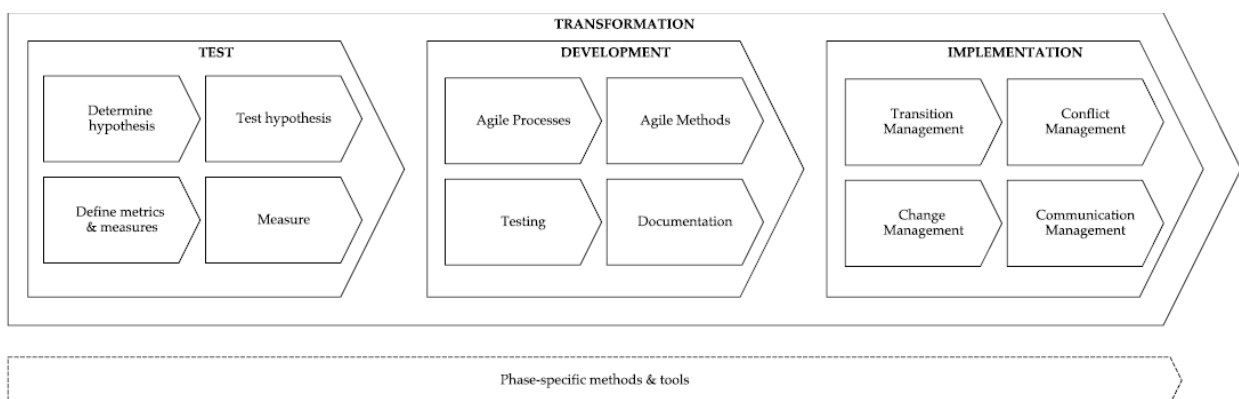 TRANSFORMATION
TEST
Determine
hypothesis
Test hypothesis
Define metrics
& measures
Measure
DEVELOPMENT
Agile Processes
Agile Methods
Testing
Documentation
IMPLEMENTATION
Transition
Management
Conflict
Management
Change
Management
Communication
Management
Phase-specific methods & tools